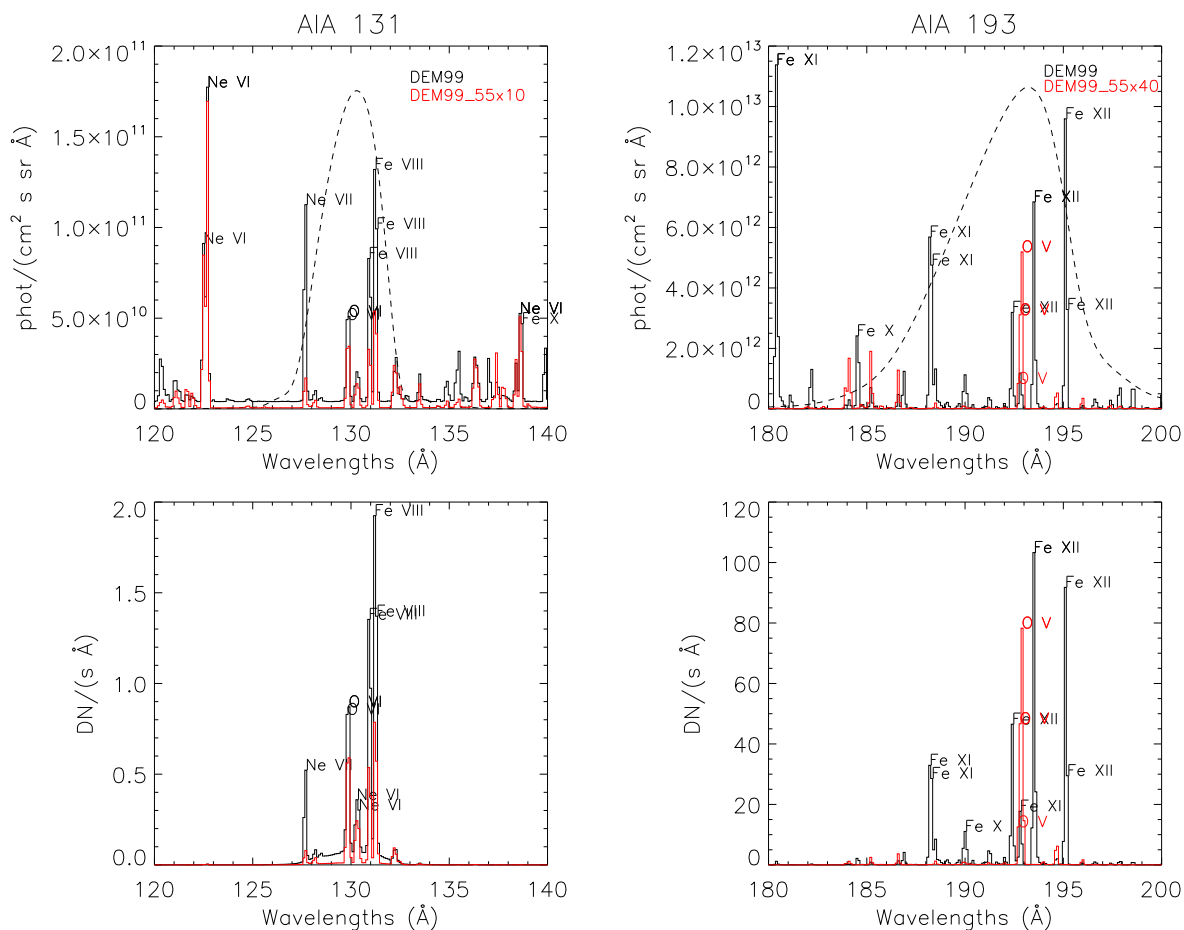 AIA 131
AIA 193
2.0×10¹¹
1.5×10¹¹
1.0×10¹¹
5.0×10¹⁰
0
phot/(cm² s sr Å)
Ne VI
Ne VI
Ne VII
Fe VIII
Fe VIII
Fe VIII
O VI
Ne VI
Fe X
DEM99
DEM99_55x10
120 125 130 135 140
Wavelengths (Å)
1.2×10¹³
1.0×10¹³
8.0×10¹²
6.0×10¹²
4.0×10¹²
2.0×10¹²
0
phot/(cm² s sr Å)
Fe XI
Fe X
Fe XI
Fe XI
Fe XII
O V
Fe XII
O V
Fe XII
Fe XII
Fe XII
DEM99
DEM99_55x40
180 185 190 195 200
Wavelengths (Å)
2.0
1.5
1.0
0.5
0.0
DN/(s Å)
Fe VIII
Fe VIII
Fe VIII
O VI
O VI
Ne VI
Ne VI
120 125 130 135 140
Wavelengths (Å)
120
100
80
60
40
20
0
DN/(s Å)
Fe XII
Fe XII
O V
Fe XII
Fe XI
Fe XI
Fe XII
Fe XI
O V
Fe X
180 185 190 195 200
Wavelengths (Å)